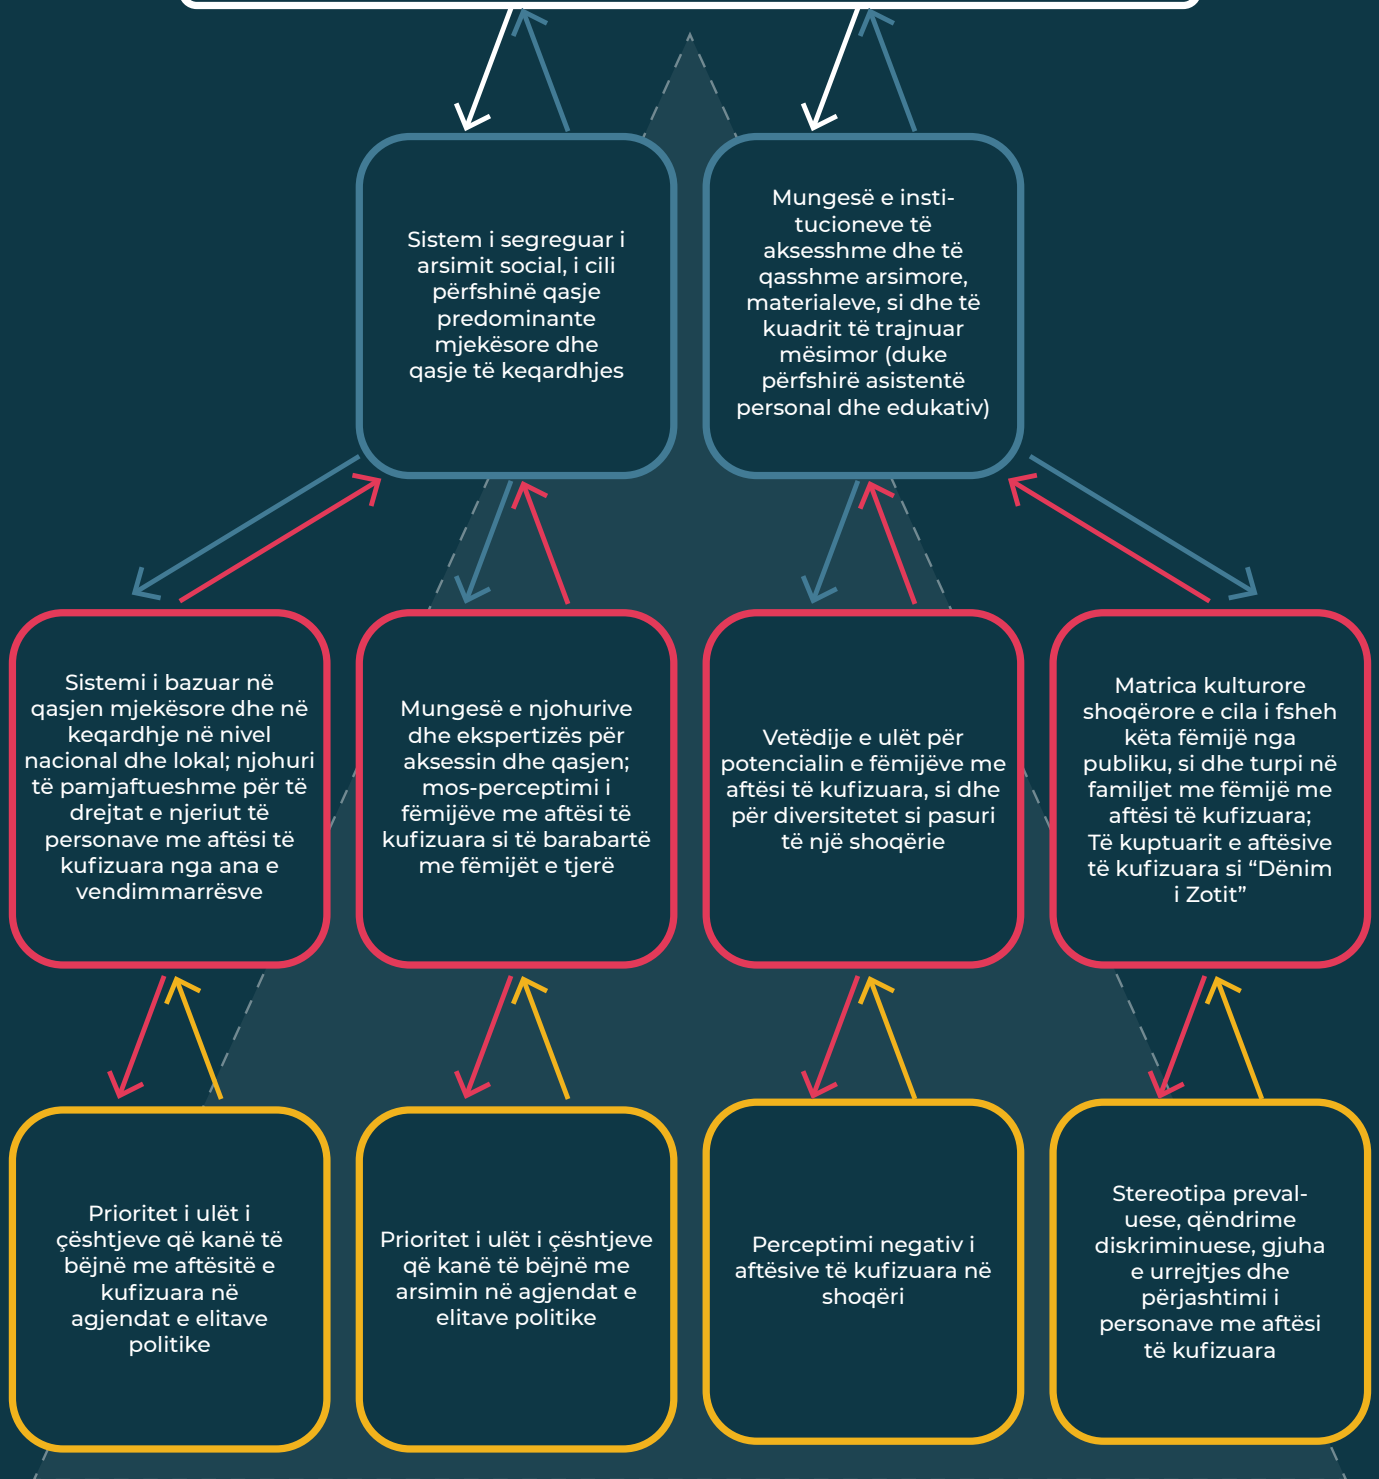 Sistem i segreguar i
arsimit social, i cili
përfshinë qasje
predominante
mjekësore dhe
qasje të keqardhjes
Mungesë e insti-
tucioneve të
aksesshme dhe të
qasshme arsimore,
materialeve, si dhe të
kuadrit të trajnuar
mësimor (duke
përfshirë asistentë
personal dhe edukativ)
Sistemi i bazuar në
qasjen mjekësore dhe në
keqardhje në nivel
nacional dhe lokal; njohuri
të pamjaftueshme për të
drejtat e njeriut të
personave me aftësi të
kufizuara nga ana e
vendimmarrësve
Mungesë e njohurive
dhe ekspertizës për
aksessin dhe qasjen;
mos-perceptimi i
fëmijëve me aftësi të
kufizuara si të barabartë
me fëmijët e tjerë
Vetëdije e ulët për
potencialin e fëmijëve me
aftësi të kufizuara, si dhe
për diversitetet si pasuri
të një shoqërie
Matrica kulturore
shoqërore e cila i fsheh
këta fëmijë nga
publiku, si dhe turpi në
familjet me fëmijë me
aftësi të kufizuara;
Të kuptuarit e aftësive
të kufizuara si “Dënim
i Zotit”
Prioritet i ulët i
çështjeve që kanë të
bëjnë me aftësitë e
kufizuara në
agjendat e elitave
politike
Prioritet i ulët i çështjeve
që kanë të bëjnë me
arsimin në agjendat e
elitave politike
Perceptimi negativ i
aftësive të kufizuara në
shoqëri
Stereotipa preval-
uese, qëndrime
diskriminuese, gjuha
e urrejtjes dhe
përjashtimi i
personave me aftësi
të kufizuara